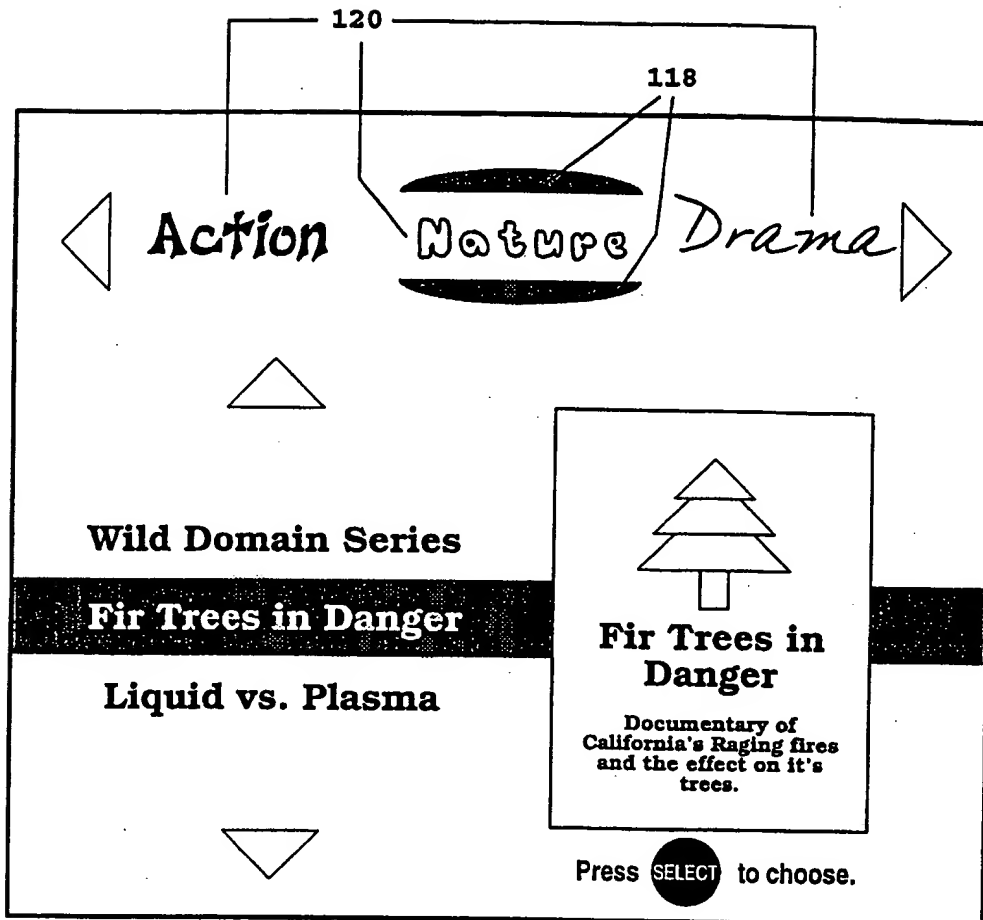 120
118
Action Nature Drama
Wild Domain Series
Fir Trees in Danger
Liquid vs. Plasma
Fir Trees in
Danger
Documentary of
California's Raging fires
and the effect on it's
trees.
Press SELECT to choose.